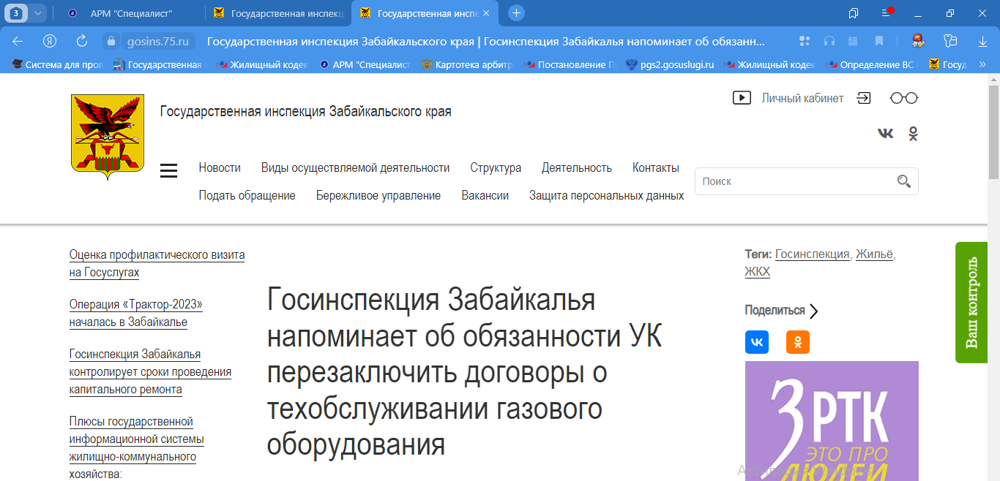 3
АРМ "Специалист"
Государственная инспекц
Государственная инспе
gosins.75.ru
Государственная инспекция Забайкальского края | Госинспекция Забайкалья напоминает об обязанн...
Система для пров
Государственная
Жилищный кодек
АРМ "Специалист
Картотека арбитр
Постановление П
pgs2.gosuslugi.ru
Жилищный кодек
Определение ВС
Госуд
Государственная инспекция Забайкальского края
Личный кабинет
Новости Виды осуществляемой деятельности Структура Деятельность Контакты
Поиск
Подать обращение Бережливое управление Вакансии Защита персональных данных
Оценка профилактического визита
на Госуслугах
Операция «Трактор-2023»
началась в Забайкалье
Госинспекция Забайкалья
контролирует сроки проведения
капитального ремонта
Плюсы государственной
информационной системы
жилищно-коммунального
хозяйства:
Госинспекция Забайкалья
напоминает об обязанности УК
перезаключить договоры о
техобслуживании газового
оборудования
Теги: Госинспекция, Жильё,
ЖКХ
Поделиться
Ваш контроль
3 РТК
ЭТО ПРО
ЛЮДЕЙ